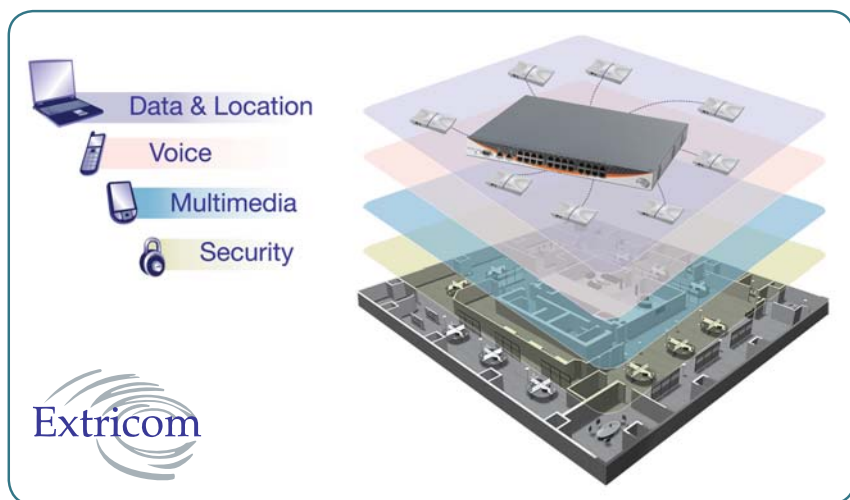 Data & Location
Voice
Multimedia
Security
Extricom